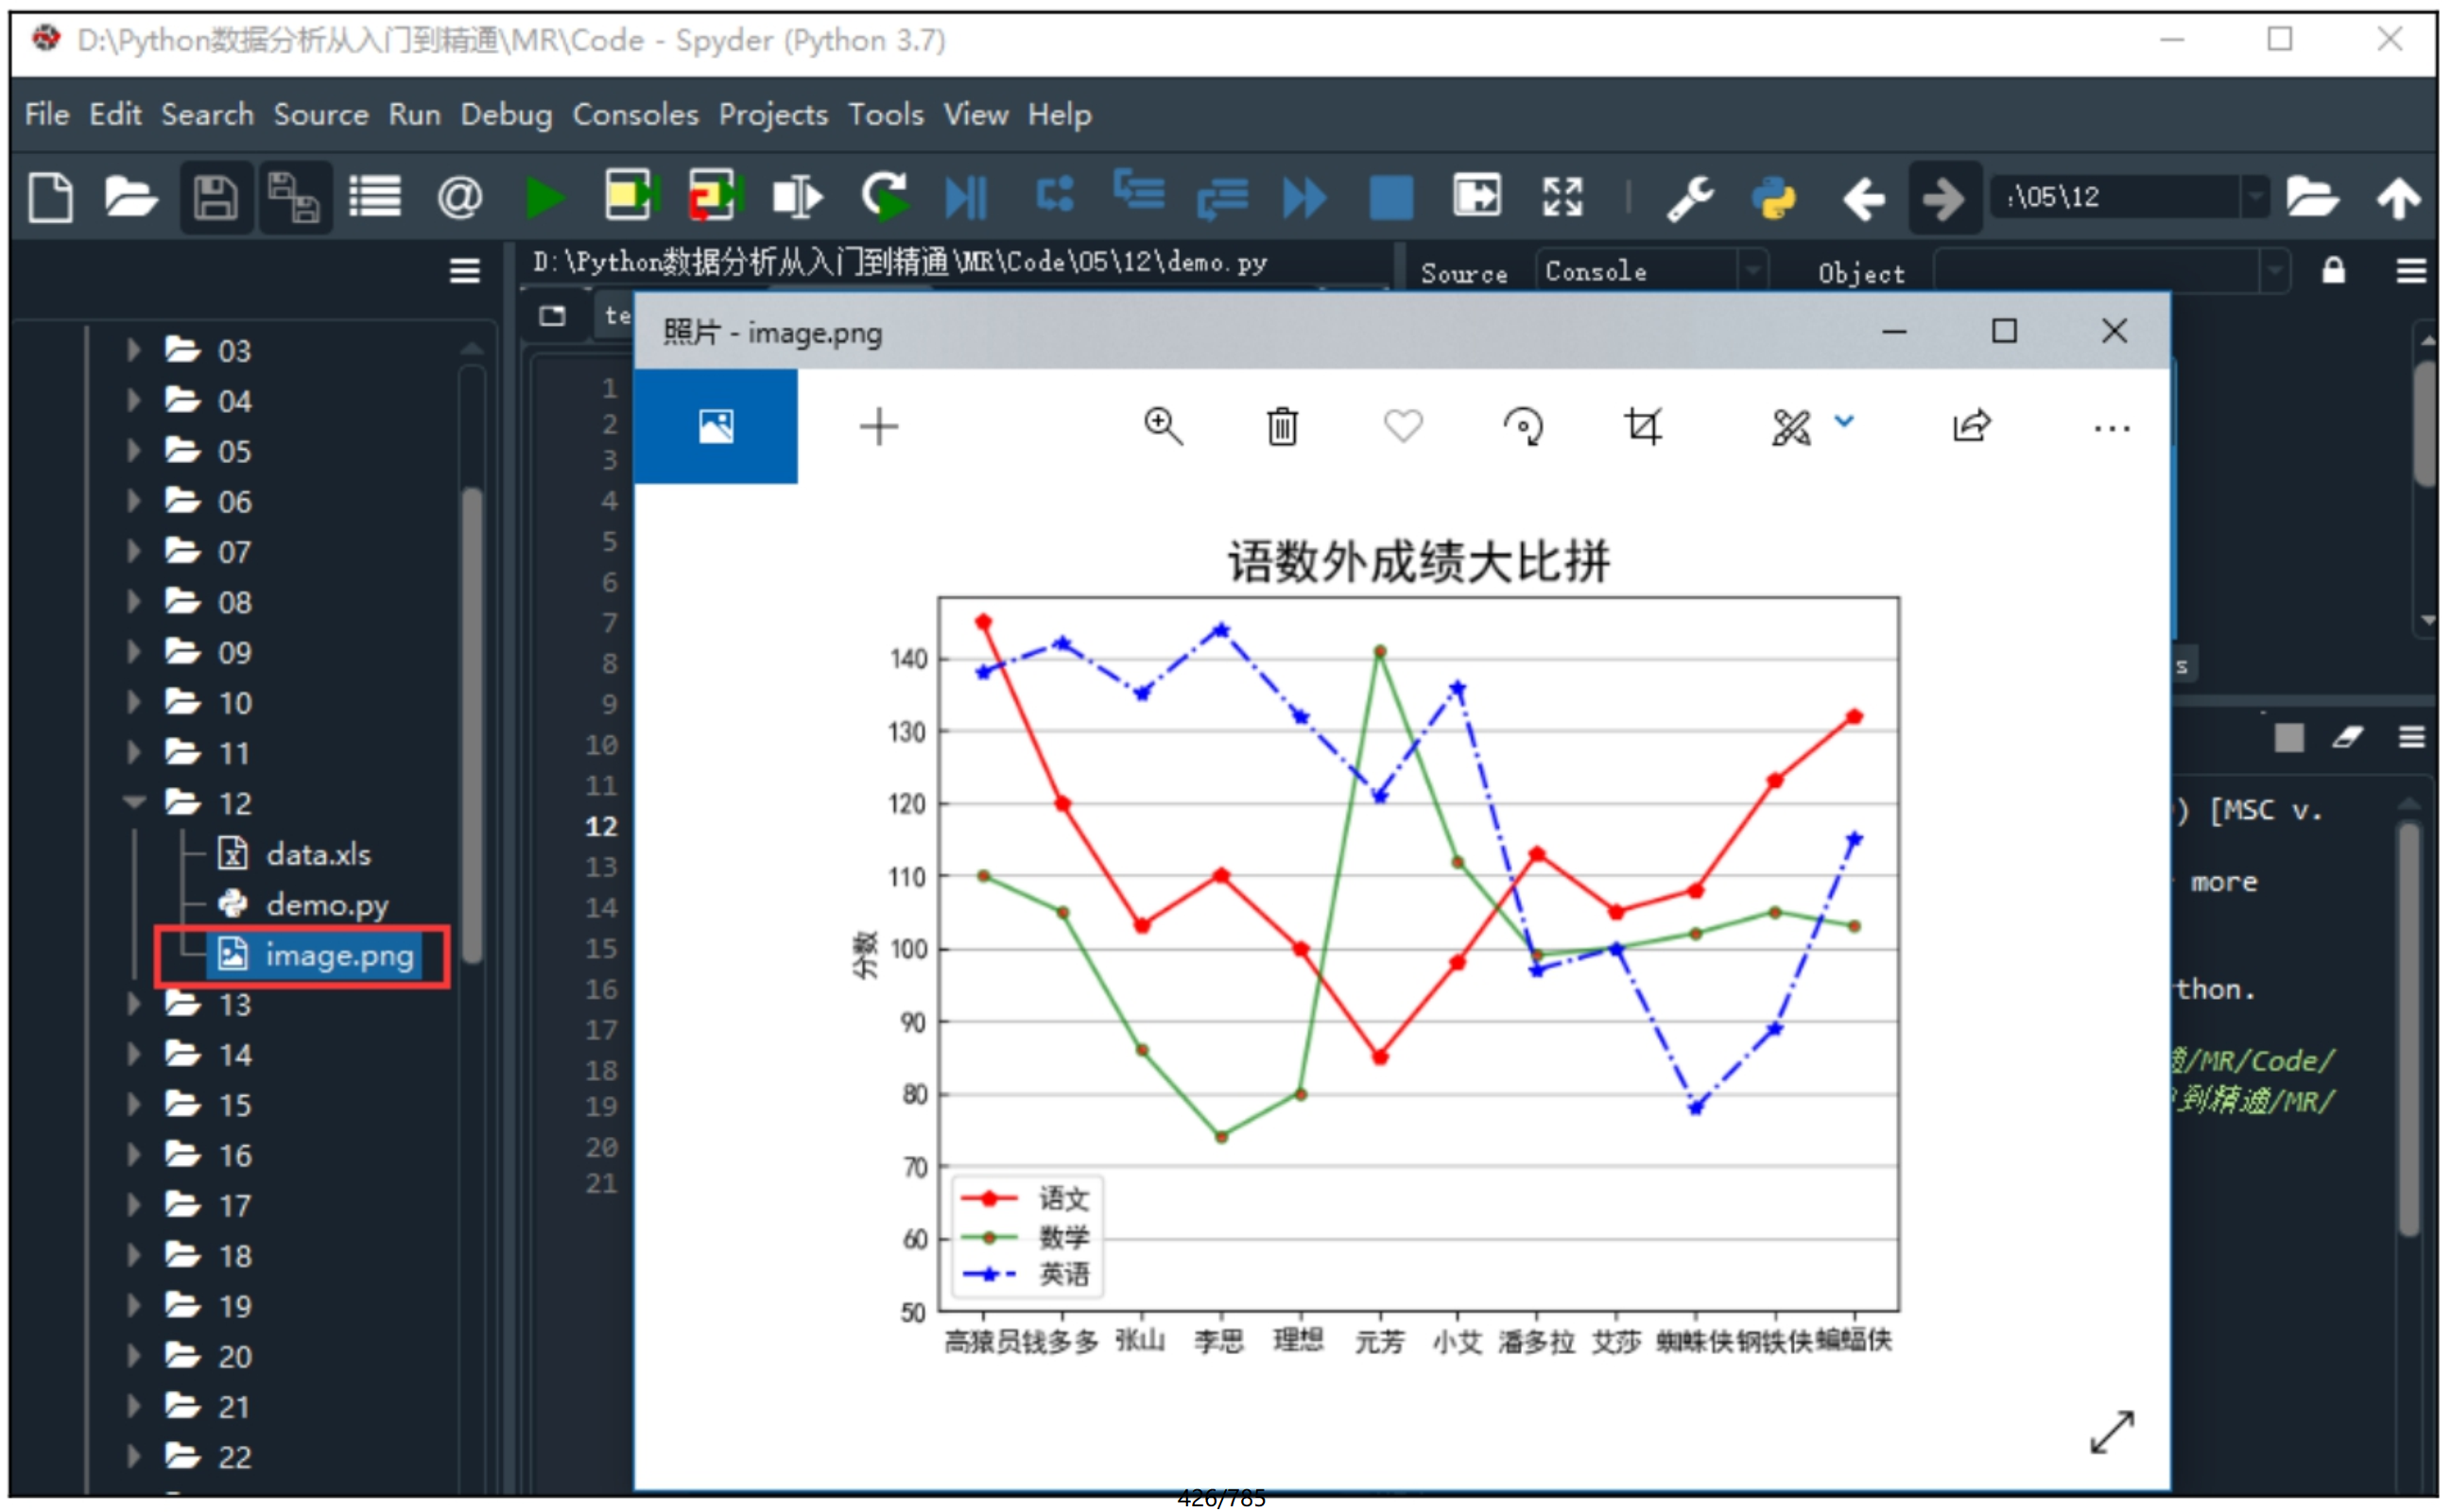 D:\Python数据分析从入门到精通\MR\Code - Spyder (Python 3.7)
File Edit Search Source Run Debug Consoles Projects Tools View Help
:\05\12
D:\Python数据分析从入门到精通\MR\Code\05\12\demo.py
Source Console Object
te
03
04
05
06
07
08
09
10
11
12
data.xls
demo.py
image.png
13
14
15
16
17
18
19
20
21
22
1
2
3
4
5
6
7
8
9
10
11
12
13
14
15
16
17
18
19
20
21
照片 - image.png
语数外成绩大比拼
分数
140
130
120
110
100
90
80
70
60
50
语文
数学
英语
高猿员 钱多多 张山 李思 理想 元芳 小艾 潘多拉 艾莎 蜘蛛侠 钢铁侠 蝙蝠侠
s
) [MSC v.
more
thon.
通/MR/Code/
到精通/MR/
426/785